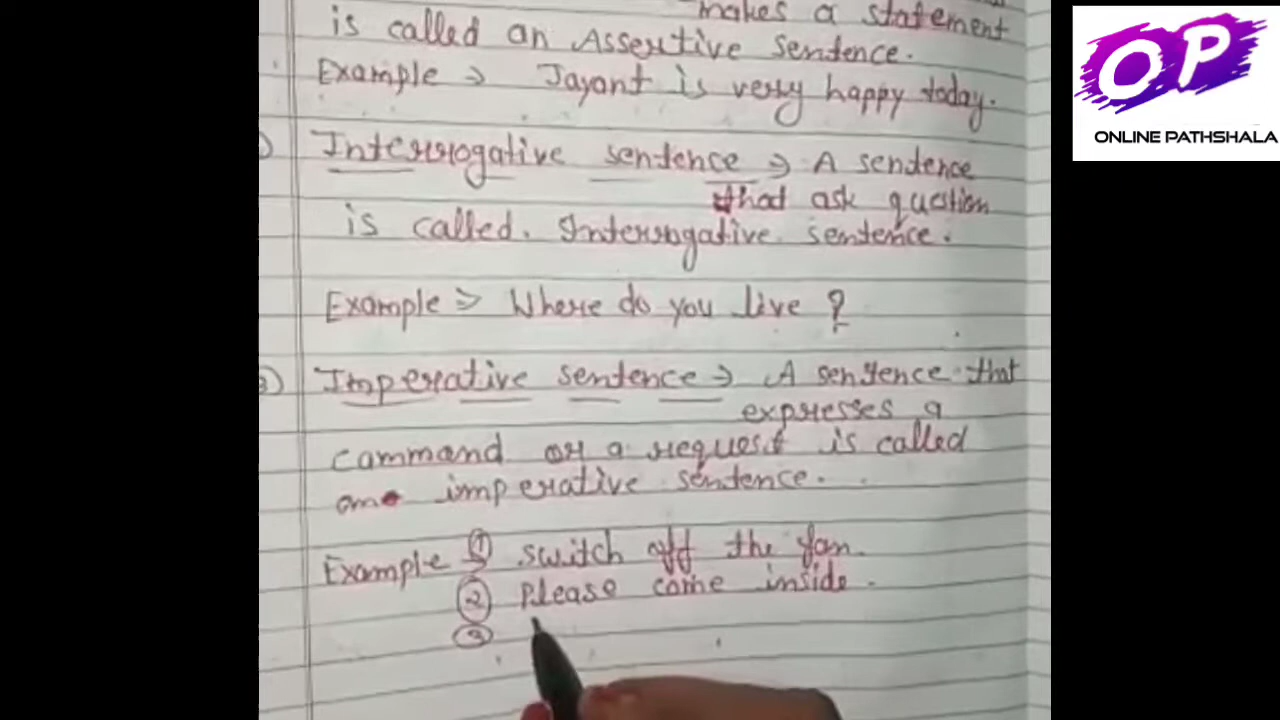 makes a statement
is called an Assertive sentence.
Example ⇒ Jayant is very happy today.
Interrogative sentence ⇒ A sentence
that ask question
is called. Interrogative sentence.
Example ⇒ Where do you live ?
3) Imperative sentence ⇒ A sentence that
expresses a
command or a request is called
an imperative sentence.
Example ① switch off the fan.
② Please come inside.
③
OP
ONLINE PATHSHALA